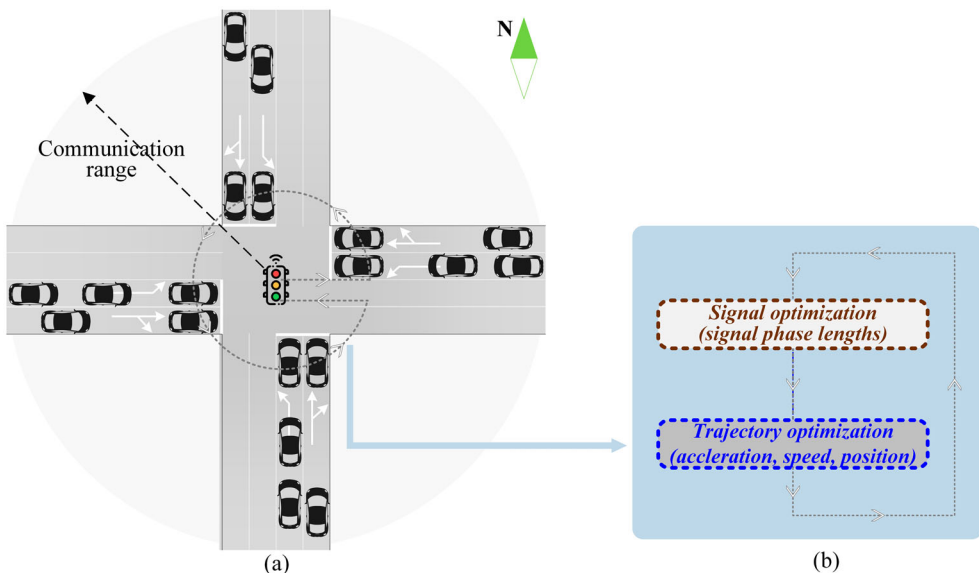 N
Communication
range
Signal optimization
(signal phase lengths)
Trajectory optimization
(accleration, speed, position)
(a)
(b)